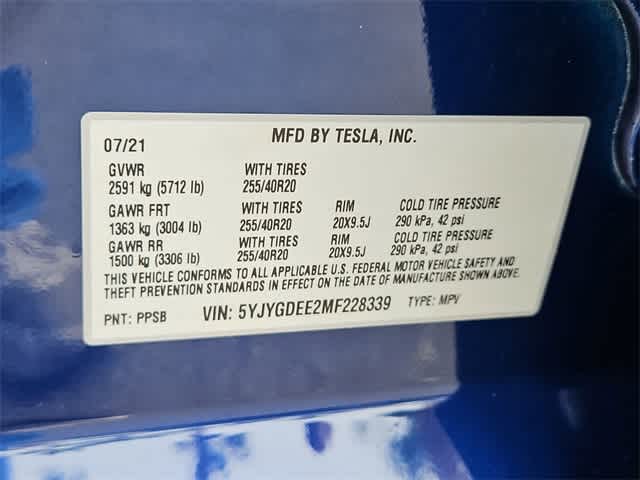 07/21 MFD BY TESLA, INC.
GVWR WITH TIRES
2591 kg (5712 lb) 255/40R20
GAWR FRT WITH TIRES RIM COLD TIRE PRESSURE
1363 kg (3004 lb) 255/40R20 20X9.5J 290 kPa, 42 psi
GAWR RR WITH TIRES RIM COLD TIRE PRESSURE
1500 kg (3306 lb) 255/40R20 20X9.5J 290 kPa, 42 psi
THIS VEHICLE CONFORMS TO ALL APPLICABLE U.S. FEDERAL MOTOR VEHICLE SAFETY AND
THEFT PREVENTION STANDARDS IN EFFECT ON THE DATE OF MANUFACTURE SHOWN ABOVE.
PNT: PPSB VIN: 5YJYGDEE2MF228339 TYPE: MPV